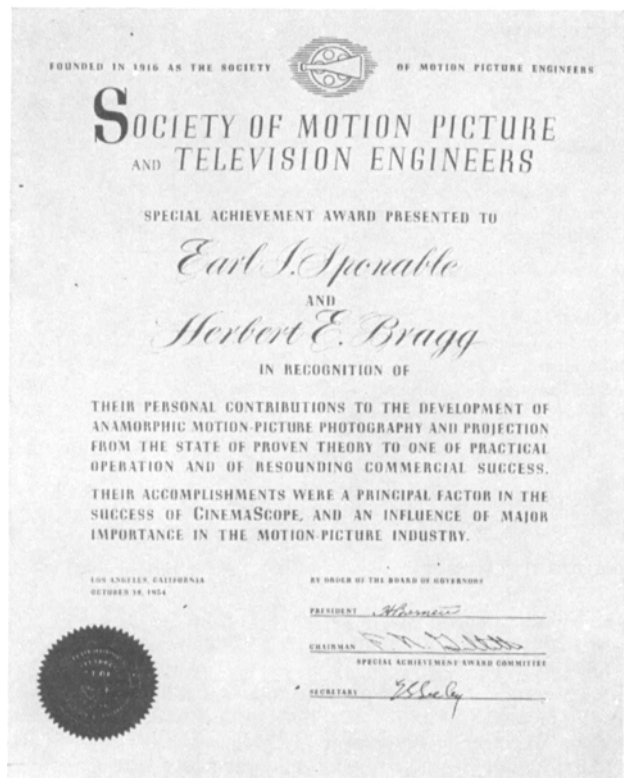 FOUNDED IN 1916 AS THE SOCIETY OF MOTION PICTURE ENGINEERS
SOCIETY OF MOTION PICTURE
AND TELEVISION ENGINEERS
SPECIAL ACHIEVEMENT AWARD PRESENTED TO
Earl I. Sponable
AND
Herbert E. Bragg
IN RECOGNITION OF
THEIR PERSONAL CONTRIBUTIONS TO THE DEVELOPMENT OF
ANAMORPHIC MOTION-PICTURE PHOTOGRAPHY AND PROJECTION
FROM THE STATE OF PROVEN THEORY TO ONE OF PRACTICAL
OPERATION AND OF RESOUNDING COMMERCIAL SUCCESS.
THEIR ACCOMPLISHMENTS WERE A PRINCIPAL FACTOR IN THE
SUCCESS OF CINEMASCOPE, AND AN INFLUENCE OF MAJOR
IMPORTANCE IN THE MOTION-PICTURE INDUSTRY.
LOS ANGELES, CALIFORNIA
OCTOBER 18, 1954
BY ORDER OF THE BOARD OF GOVERNORS
PRESIDENT
CHAIRMAN
SPECIAL ACHIEVEMENT AWARD COMMITTEE
SECRETARY